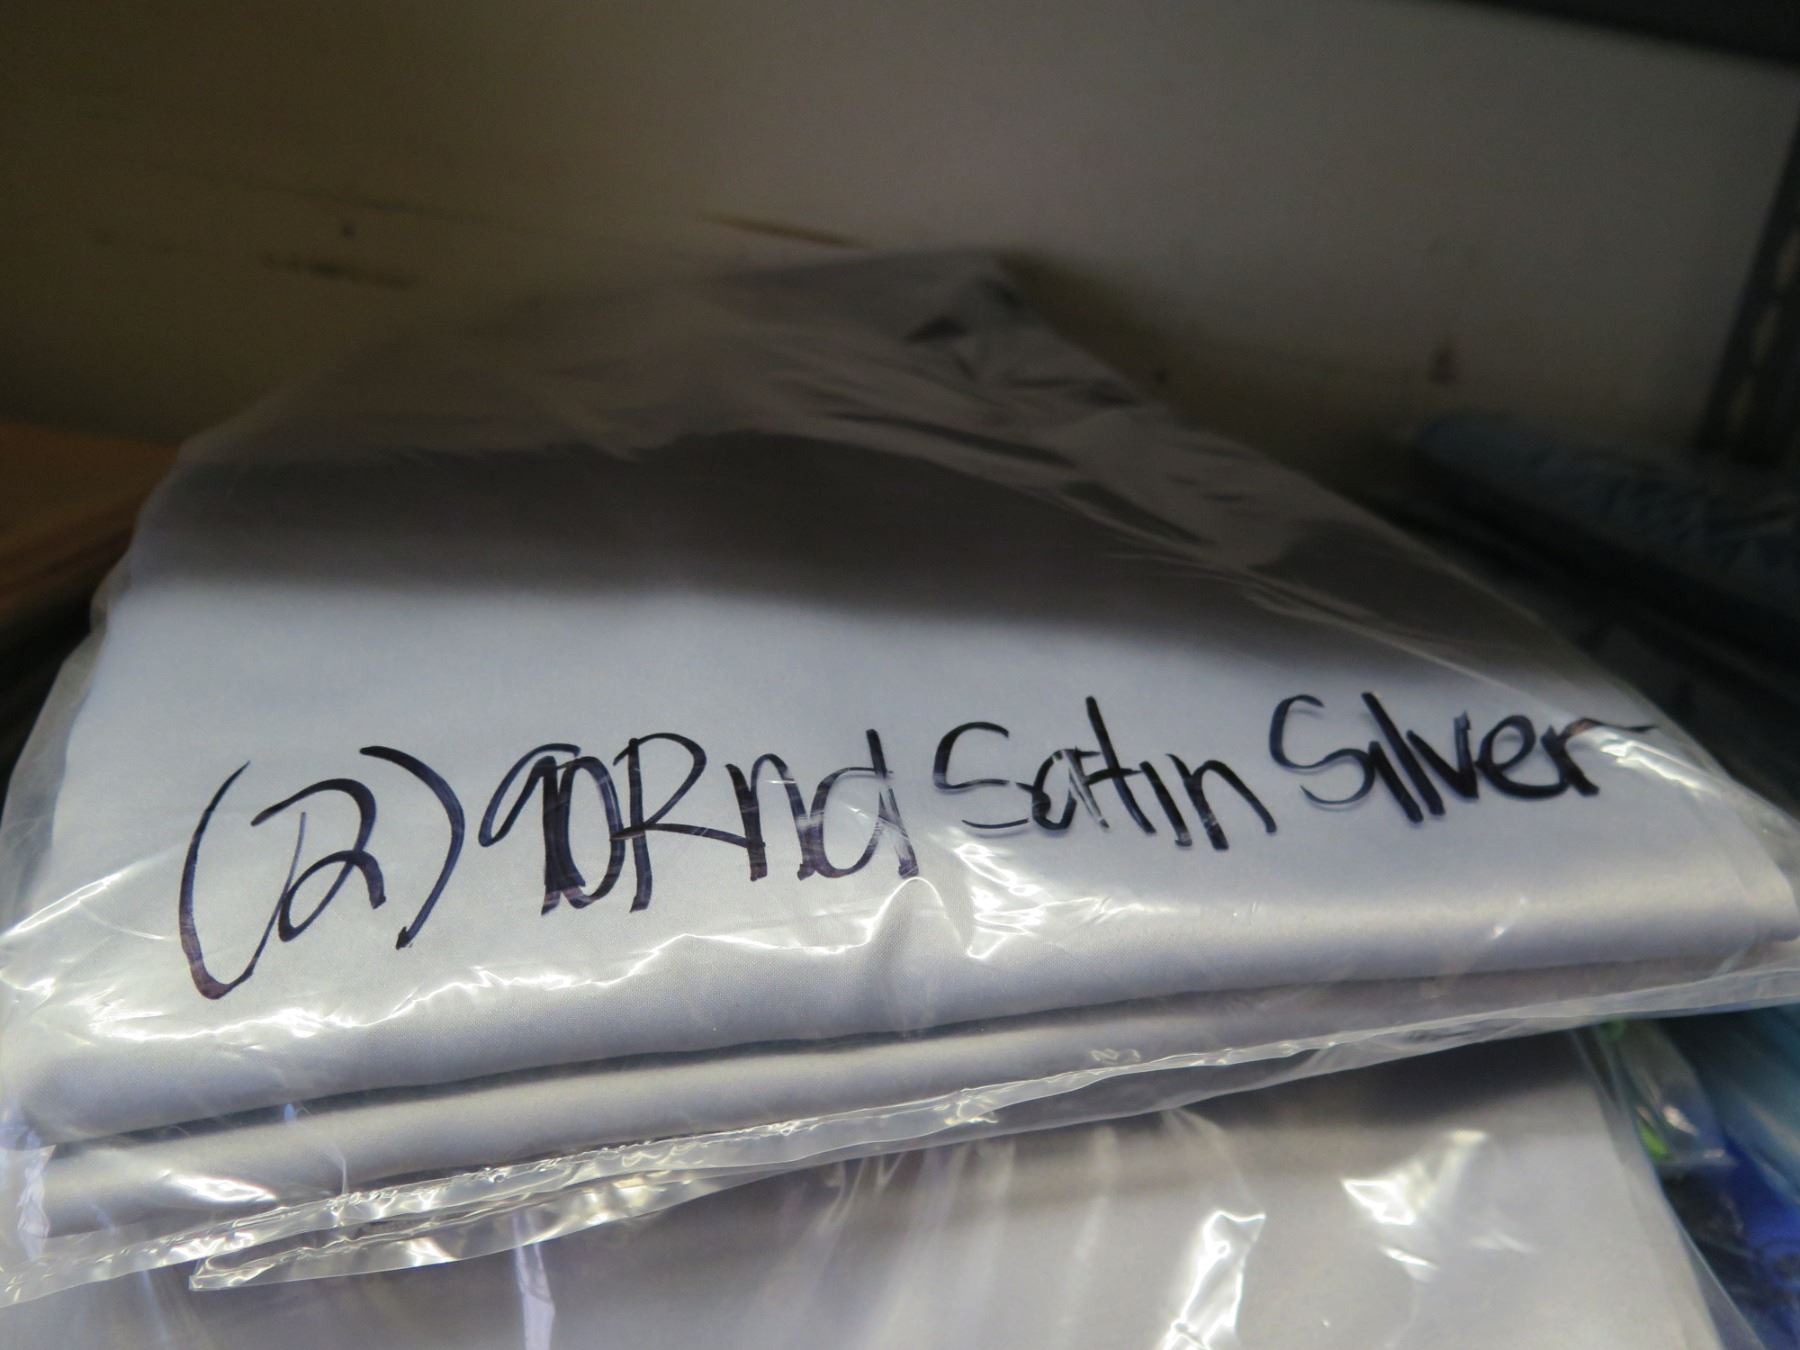 (2) 90Rnd Satin Silver